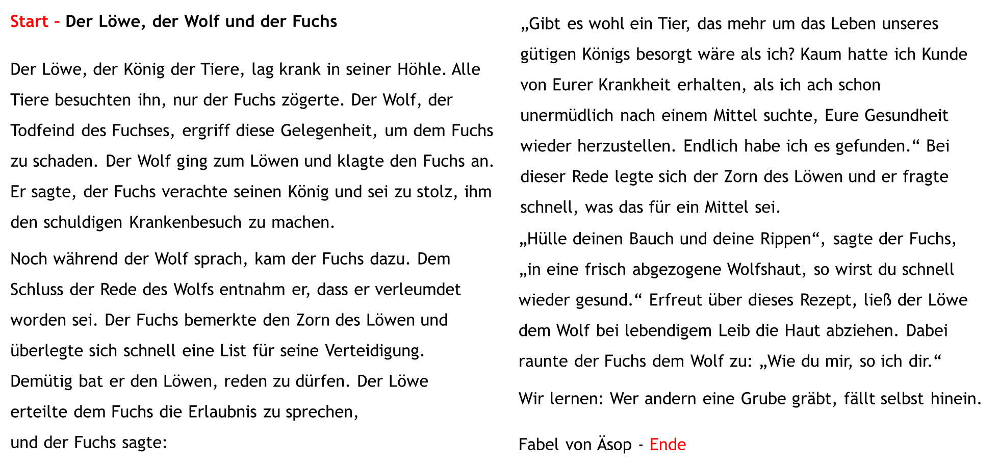 Start – Der Löwe, der Wolf und der Fuchs
Der Löwe, der König der Tiere, lag krank in seiner Höhle. Alle
Tiere besuchten ihn, nur der Fuchs zögerte. Der Wolf, der
Todfeind des Fuchses, ergriff diese Gelegenheit, um dem Fuchs
zu schaden. Der Wolf ging zum Löwen und klagte den Fuchs an.
Er sagte, der Fuchs verachte seinen König und sei zu stolz, ihm
den schuldigen Krankenbesuch zu machen.
Noch während der Wolf sprach, kam der Fuchs dazu. Dem
Schluss der Rede des Wolfs entnahm er, dass er verleumdet
worden sei. Der Fuchs bemerkte den Zorn des Löwen und
überlegte sich schnell eine List für seine Verteidigung.
Demütig bat er den Löwen, reden zu dürfen. Der Löwe
erteilte dem Fuchs die Erlaubnis zu sprechen,
und der Fuchs sagte:
„Gibt es wohl ein Tier, das mehr um das Leben unseres
gütigen Königs besorgt wäre als ich? Kaum hatte ich Kunde
von Eurer Krankheit erhalten, als ich ach schon
unermüdlich nach einem Mittel suchte, Eure Gesundheit
wieder herzustellen. Endlich habe ich es gefunden.“ Bei
dieser Rede legte sich der Zorn des Löwen und er fragte
schnell, was das für ein Mittel sei.
„Hülle deinen Bauch und deine Rippen“, sagte der Fuchs,
„in eine frisch abgezogene Wolfshaut, so wirst du schnell
wieder gesund.“ Erfreut über dieses Rezept, ließ der Löwe
dem Wolf bei lebendigem Leib die Haut abziehen. Dabei
raunte der Fuchs dem Wolf zu: „Wie du mir, so ich dir.“
Wir lernen: Wer andern eine Grube gräbt, fällt selbst hinein.
Fabel von Äsop - Ende